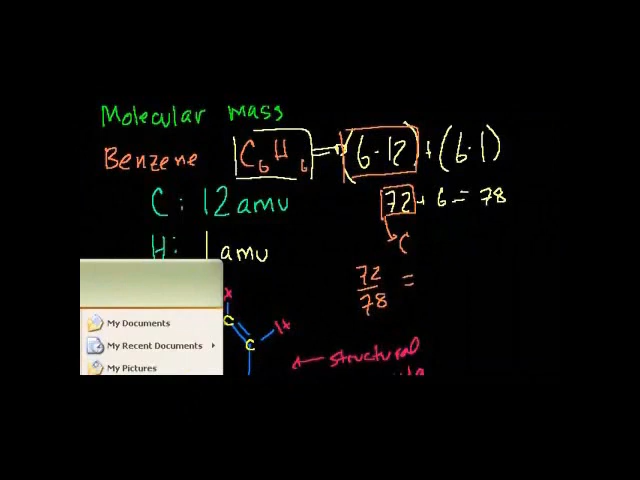 Molecular mass
Benzene C6H6 → (6·12) + (6·1)
C: 12 amu 72 + 6 = 78
H: 1 amu C
72/78 =
My Documents
My Recent Documents
My Pictures
H
C H
C
← structural